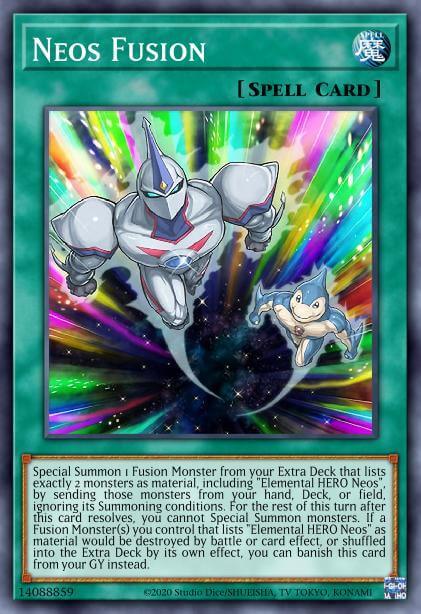 Neos Fusion
SPELL
魔
[Spell Card]
Special Summon 1 Fusion Monster from your Extra Deck that lists
exactly 2 monsters as material, including "Elemental HERO Neos",
by sending those monsters from your hand, Deck, or field,
ignoring its Summoning conditions. For the rest of this turn after
this card resolves, you cannot Special Summon monsters. If a
Fusion Monster(s) you control that lists "Elemental HERO Neos" as
material would be destroyed by battle or card effect, or shuffled
into the Extra Deck by its own effect, you can banish this card
from your GY instead.
14088859 ©2020 Studio Dice/SHUEISHA, TV TOKYO, KONAMI